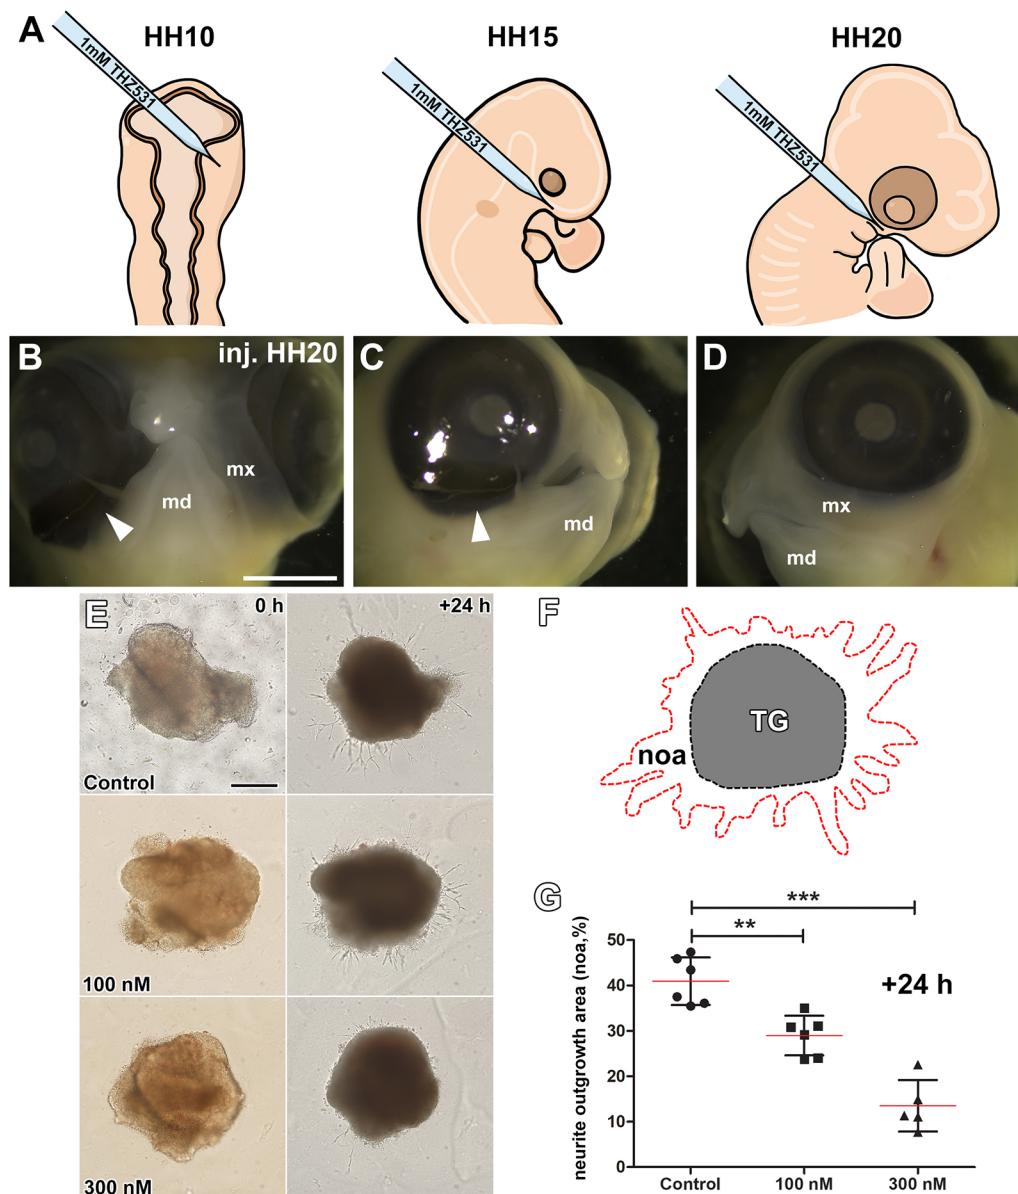 A
HH10
HH15
HH20
1mM THZ531
1mM THZ531
1mM THZ531
B
inj. HH20
mx
md
C
md
D
mx
md
E
0 h
+24 h
Control
100 nM
300 nM
F
TG
noa
G
***
**
neurite outgrowth area (noa,%)
50
40
30
20
10
0
+24 h
Control
100 nM
300 nM